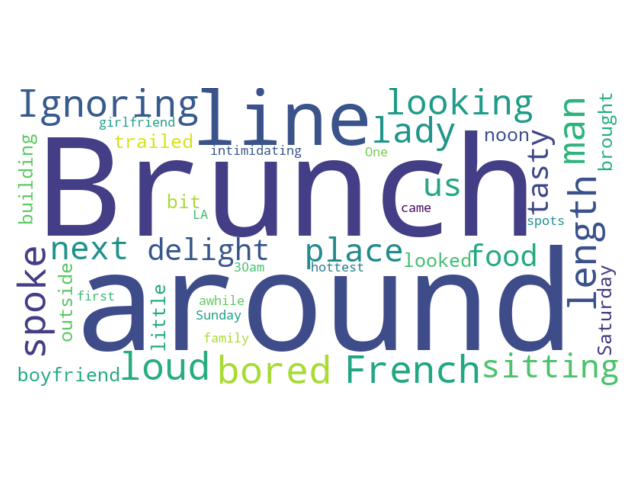 Ignoring
girlfriend
line
looking
trailed
lady
intimidating
One
noon
man
brought
building
Brunch
bit
LA
us
came
tasty
spots
spoke
next
delight
place
looked
food
length
30am
hottest
around
outside
first
little
awhile
Sunday
family
Saturday
boyfriend
loud
bored
French
sitting